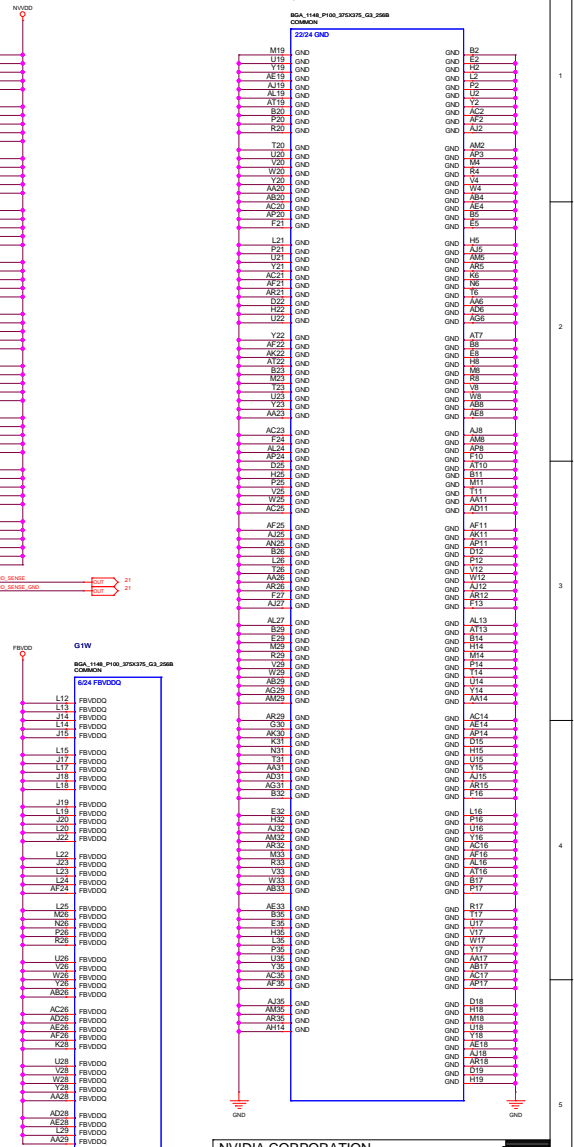 NVVDD
BGA_1148_P100_375X375_G3_256B
COMMON
22/24 GND
M19 GND GND B2
U19 GND GND E2
Y19 GND GND H2
AE19 GND GND L2
AJ19 GND GND P2
AL19 GND GND U2
AT19 GND GND Y2
B20 GND GND AC2
P20 GND GND AF2
R20 GND GND AJ2
T20 GND GND AM2
U20 GND GND AP3
V20 GND GND M4
W20 GND GND R4
Y20 GND GND V4
AA20 GND GND W4
AB20 GND GND AB4
AC20 GND GND AE4
AP20 GND GND B5
F21 GND GND E5
L21 GND GND H5
P21 GND GND AJ5
U21 GND GND AM5
Y21 GND GND AR5
AC21 GND GND K6
AF21 GND GND N6
AR21 GND GND T6
D22 GND GND AA6
H22 GND GND AD6
U22 GND GND AG6
Y22 GND GND AT7
AF22 GND GND B8
AK22 GND GND E8
AT22 GND GND H8
B23 GND GND M8
M23 GND GND R8
T23 GND GND V8
U23 GND GND W8
Y23 GND GND AB8
AA23 GND GND AE8
AC23 GND GND AJ8
F24 GND GND AM8
AL24 GND GND AP8
AP24 GND GND F10
D25 GND GND AT10
H25 GND GND B11
P25 GND GND M11
V25 GND GND T11
W25 GND GND AA11
AC25 GND GND AD11
AF25 GND GND AF11
AJ25 GND GND AK11
AN25 GND GND AP11
B26 GND GND D12
L26 GND GND P12
T26 GND GND V12
AA26 GND GND W12
AR26 GND GND AJ12
F27 GND GND AR12
AJ27 GND GND F13
AL27 GND GND AL13
B29 GND GND AT13
E29 GND GND B14
M29 GND GND H14
R29 GND GND M14
V29 GND GND P14
W29 GND GND T14
AB29 GND GND U14
AG29 GND GND Y14
AM29 GND GND AA14
AR29 GND GND AC14
G30 GND GND AE14
AK30 GND GND AP14
K31 GND GND D15
N31 GND GND H15
T31 GND GND U15
AA31 GND GND Y15
AD31 GND GND AJ15
AG31 GND GND AR15
B32 GND GND F16
E32 GND GND L16
H32 GND GND P16
AJ32 GND GND U16
AM32 GND GND Y16
AR32 GND GND AC16
M33 GND GND AF16
R33 GND GND AL16
V33 GND GND AT16
W33 GND GND B17
AB33 GND GND P17
AE33 GND GND R17
B35 GND GND T17
E35 GND GND U17
H35 GND GND V17
L35 GND GND W17
P35 GND GND Y17
U35 GND GND AA17
Y35 GND GND AB17
AC35 GND GND AC17
AF35 GND GND AP17
AJ35 GND GND D18
AM35 GND GND H18
AR35 GND GND M18
AH14 GND GND U18
GND Y18
GND AE18
GND AJ18
GND AR18
GND D19
GND H19
GND
GND
D_SENSE OUT 21
D_SENSE_GND OUT 21
FBVDD
G1W
BGA_1148_P100_375X375_G3_256B
COMMON
6/24 FBVDDQ
L12 FBVDDQ
L13 FBVDDQ
J14 FBVDDQ
L14 FBVDDQ
J15 FBVDDQ
L15 FBVDDQ
J17 FBVDDQ
L17 FBVDDQ
J18 FBVDDQ
L18 FBVDDQ
J19 FBVDDQ
L19 FBVDDQ
J20 FBVDDQ
L20 FBVDDQ
J22 FBVDDQ
L22 FBVDDQ
J23 FBVDDQ
L23 FBVDDQ
L24 FBVDDQ
AF24 FBVDDQ
L25 FBVDDQ
M26 FBVDDQ
N26 FBVDDQ
P26 FBVDDQ
R26 FBVDDQ
U26 FBVDDQ
V26 FBVDDQ
W26 FBVDDQ
Y26 FBVDDQ
AB26 FBVDDQ
AC26 FBVDDQ
AD26 FBVDDQ
AE26 FBVDDQ
AF26 FBVDDQ
K28 FBVDDQ
U28 FBVDDQ
V28 FBVDDQ
W28 FBVDDQ
Y28 FBVDDQ
AA28 FBVDDQ
AD28 FBVDDQ
AE28 FBVDDQ
L29 FBVDDQ
AA29 FBVDDQ
1
2
3
4
5
NVIDIA CORPORATION